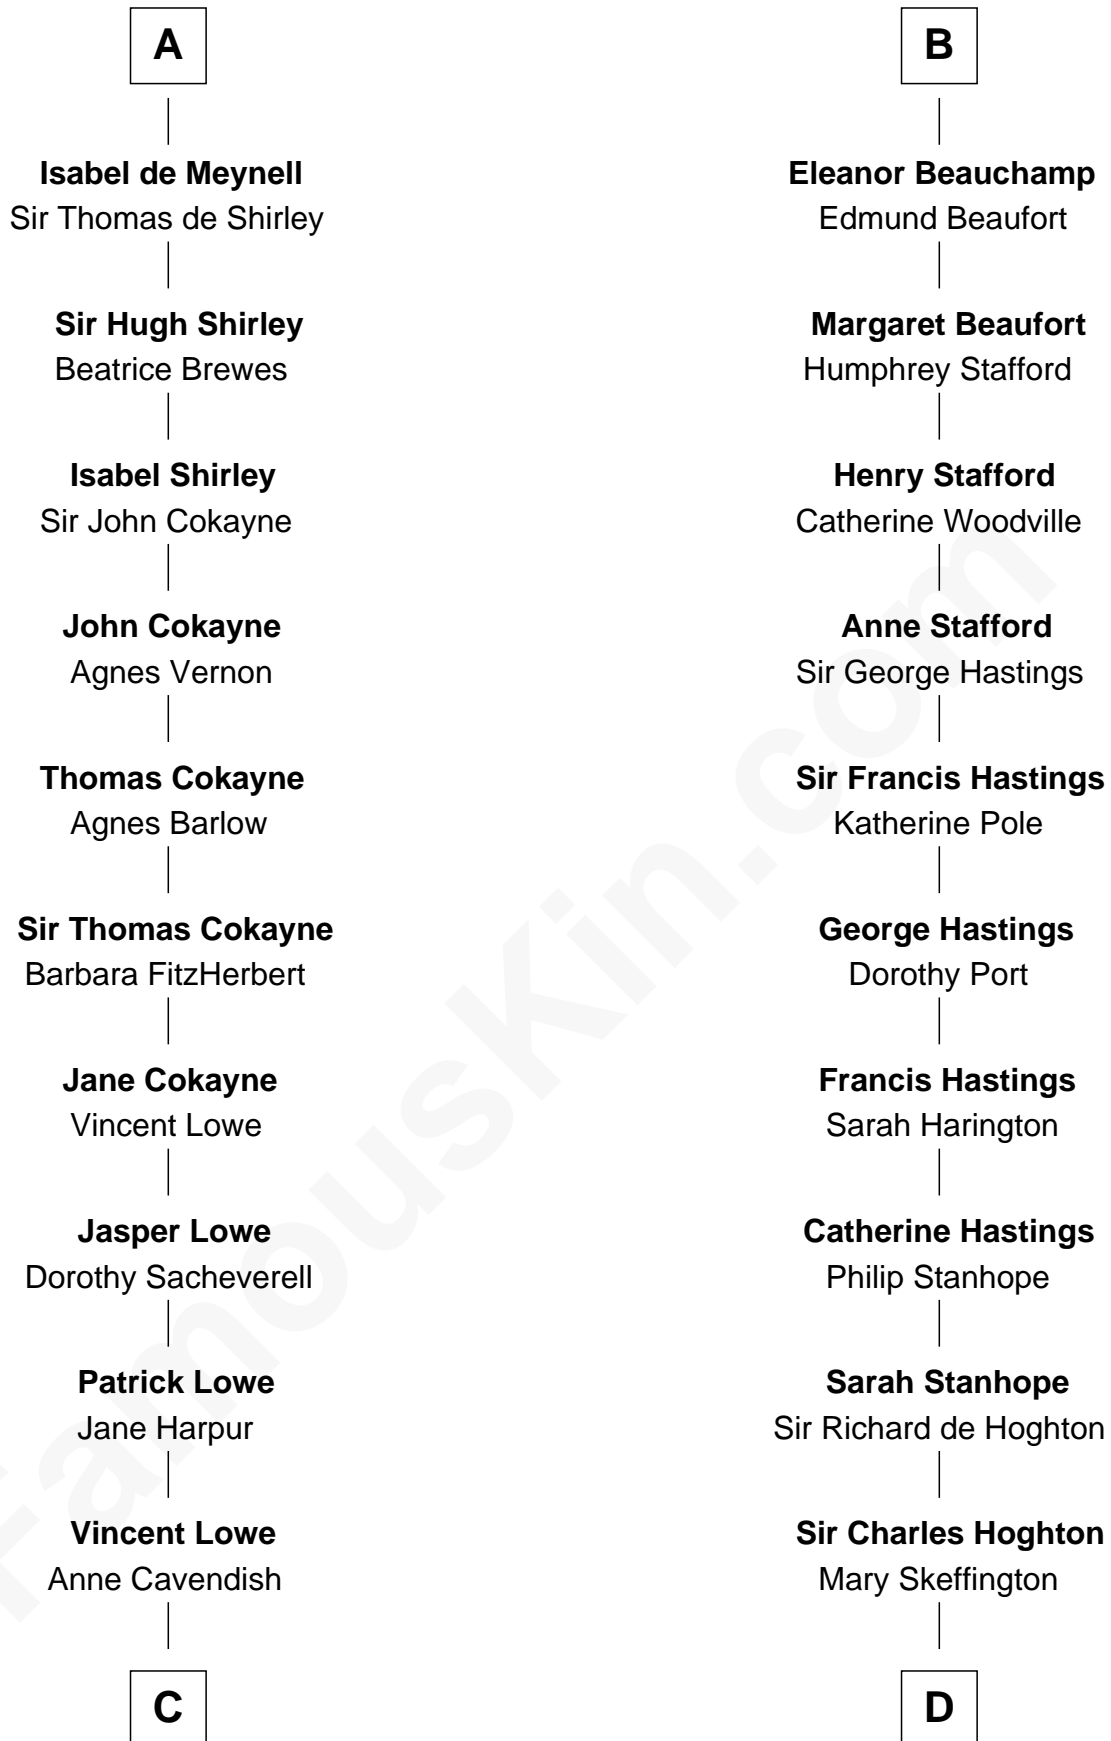 A
Isabel de Meynell
Sir Thomas de Shirley
Sir Hugh Shirley
Beatrice Brewes
Isabel Shirley
Sir John Cokayne
John Cokayne
Agnes Vernon
Thomas Cokayne
Agnes Barlow
Sir Thomas Cokayne
Barbara FitzHerbert
Jane Cokayne
Vincent Lowe
Jasper Lowe
Dorothy Sacheverell
Patrick Lowe
Jane Harpur
Vincent Lowe
Anne Cavendish
C
B
Eleanor Beauchamp
Edmund Beaufort
Margaret Beaufort
Humphrey Stafford
Henry Stafford
Catherine Woodville
Anne Stafford
Sir George Hastings
Sir Francis Hastings
Katherine Pole
George Hastings
Dorothy Port
Francis Hastings
Sarah Harington
Catherine Hastings
Philip Stanhope
Sarah Stanhope
Sir Richard de Hoghton
Sir Charles Hoghton
Mary Skeffington
D
FamousKin.com